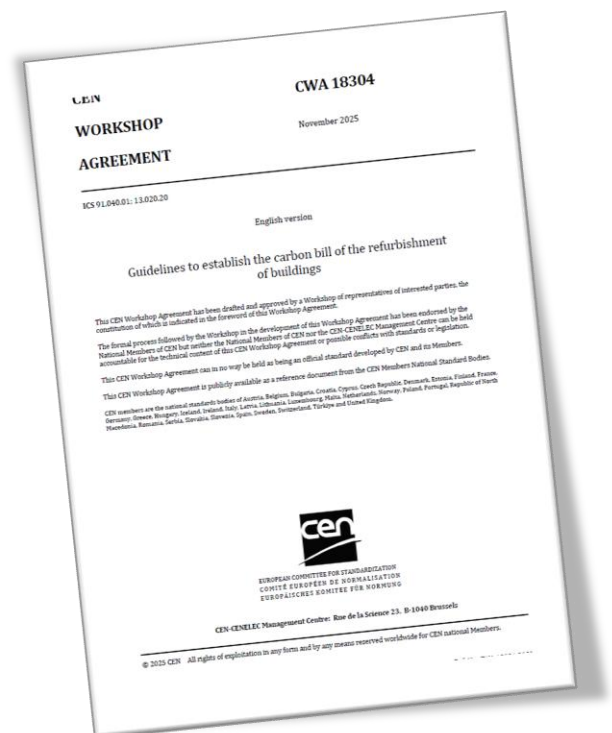 CEN
CWA 18304
WORKSHOP
November 2025
AGREEMENT
ICS 91.040.01; 13.020.20
English version
Guidelines to establish the carbon bill of the refurbishment
of buildings
This CEN Workshop Agreement has been drafted and approved by a Workshop of representatives of interested parties, the
constitution of which is indicated in the foreword of this Workshop Agreement.
The formal process followed by the Workshop in the development of this Workshop Agreement has been endorsed by the
National Members of CEN but neither the National Members of CEN nor the CEN-CENELEC Management Centre can be held
accountable for the technical content of this CEN Workshop Agreement or possible conflicts with standards or legislation.
This CEN Workshop Agreement can in no way be held as being an official standard developed by CEN and its Members.
This CEN Workshop Agreement is publicly available as a reference document from the CEN Members National Standard Bodies.
CEN members are the national standards bodies of Austria, Belgium, Bulgaria, Croatia, Cyprus, Czech Republic, Denmark, Estonia, Finland, France,
Germany, Greece, Hungary, Iceland, Ireland, Italy, Latvia, Lithuania, Luxembourg, Malta, Netherlands, Norway, Poland, Portugal, Republic of North
Macedonia, Romania, Serbia, Slovakia, Slovenia, Spain, Sweden, Switzerland, Türkiye and United Kingdom.
cen
EUROPEAN COMMITTEE FOR STANDARDIZATION
COMITÉ EUROPÉEN DE NORMALISATION
EUROPÄISCHES KOMITEE FÜR NORMUNG
CEN-CENELEC Management Centre: Rue de la Science 23, B-1040 Brussels
© 2025 CEN All rights of exploitation in any form and by any means reserved worldwide for CEN national Members.